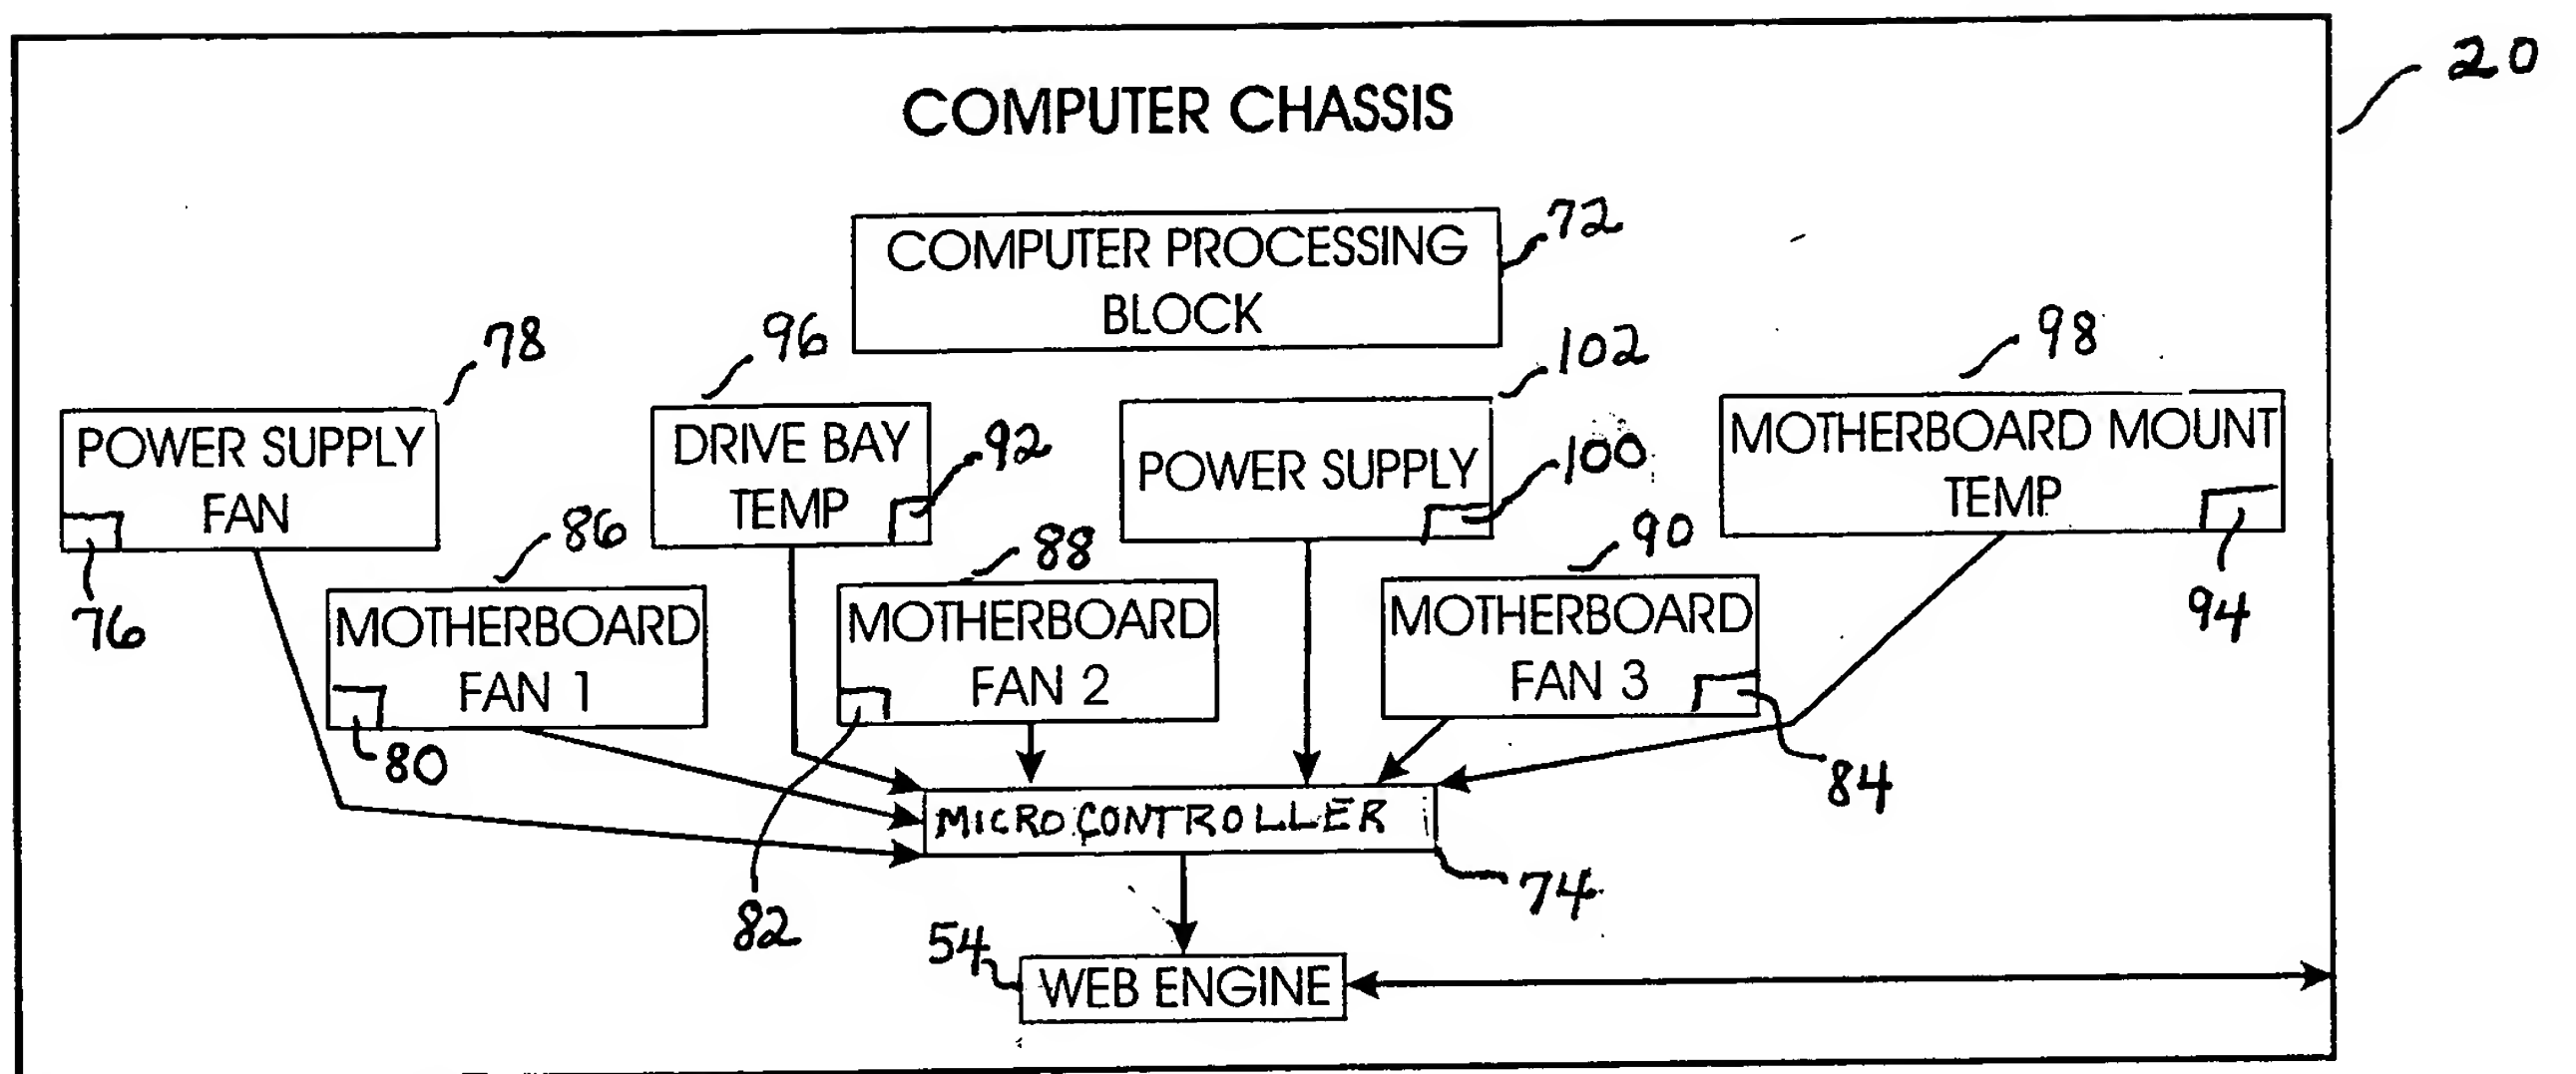 20
COMPUTER CHASSIS
72
COMPUTER PROCESSING
BLOCK
78
96
102
98
POWER SUPPLY
FAN
76
DRIVE BAY
TEMP
92
POWER SUPPLY
100
MOTHERBOARD MOUNT
TEMP
94
86
MOTHERBOARD
FAN 1
80
88
MOTHERBOARD
FAN 2
82
90
MOTHERBOARD
FAN 3
84
MICROCONTROLLER
74
54
WEB ENGINE